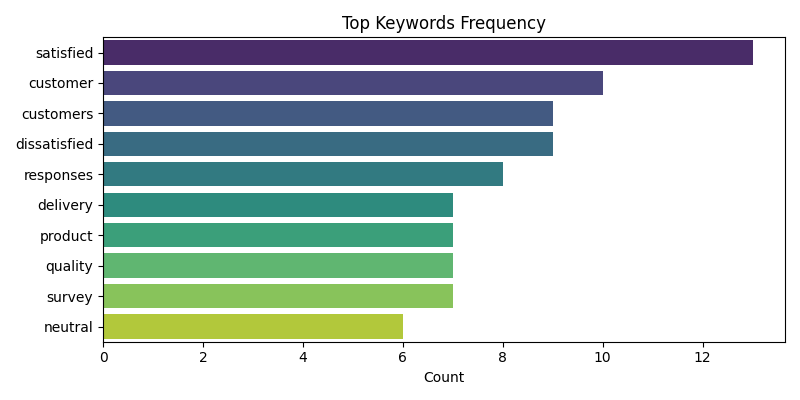 Top Keywords Frequency
satisfied
customer
customers
dissatisfied
responses
delivery
product
quality
survey
neutral
0 2 4 6 8 10 12
Count